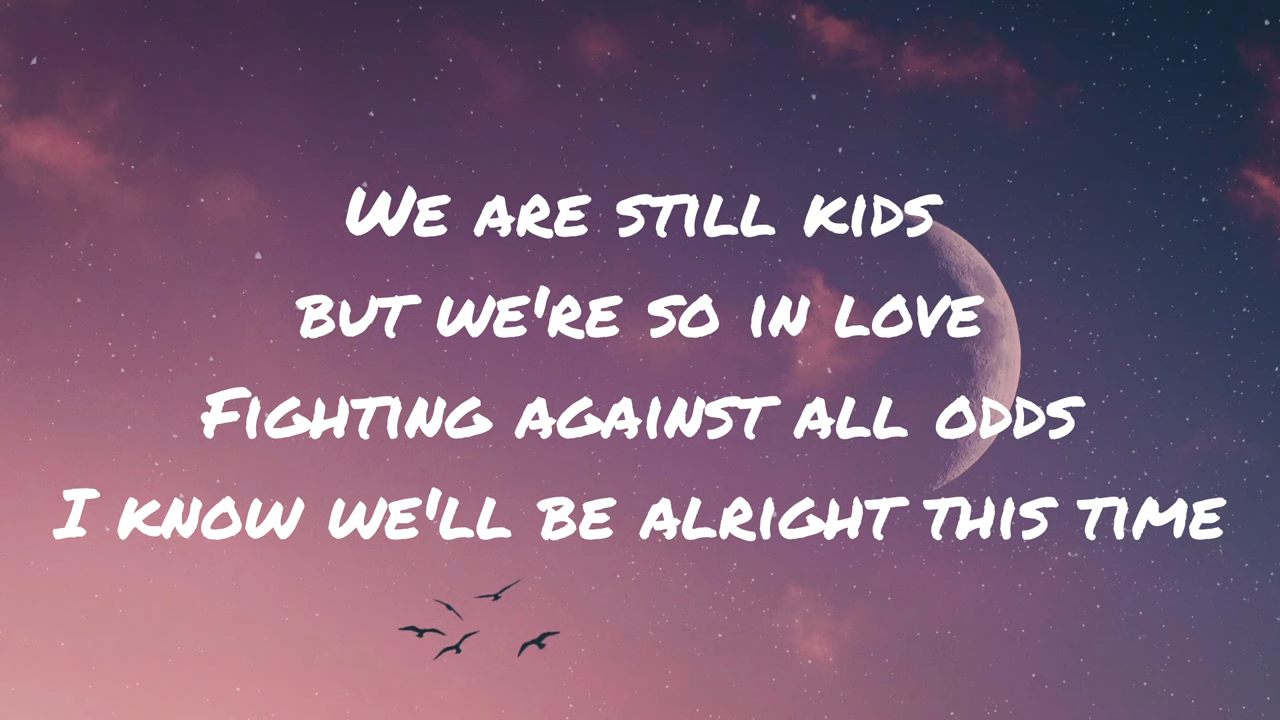 We are still kids
but we're so in love
Fighting against all odds
I know we'll be alright this time